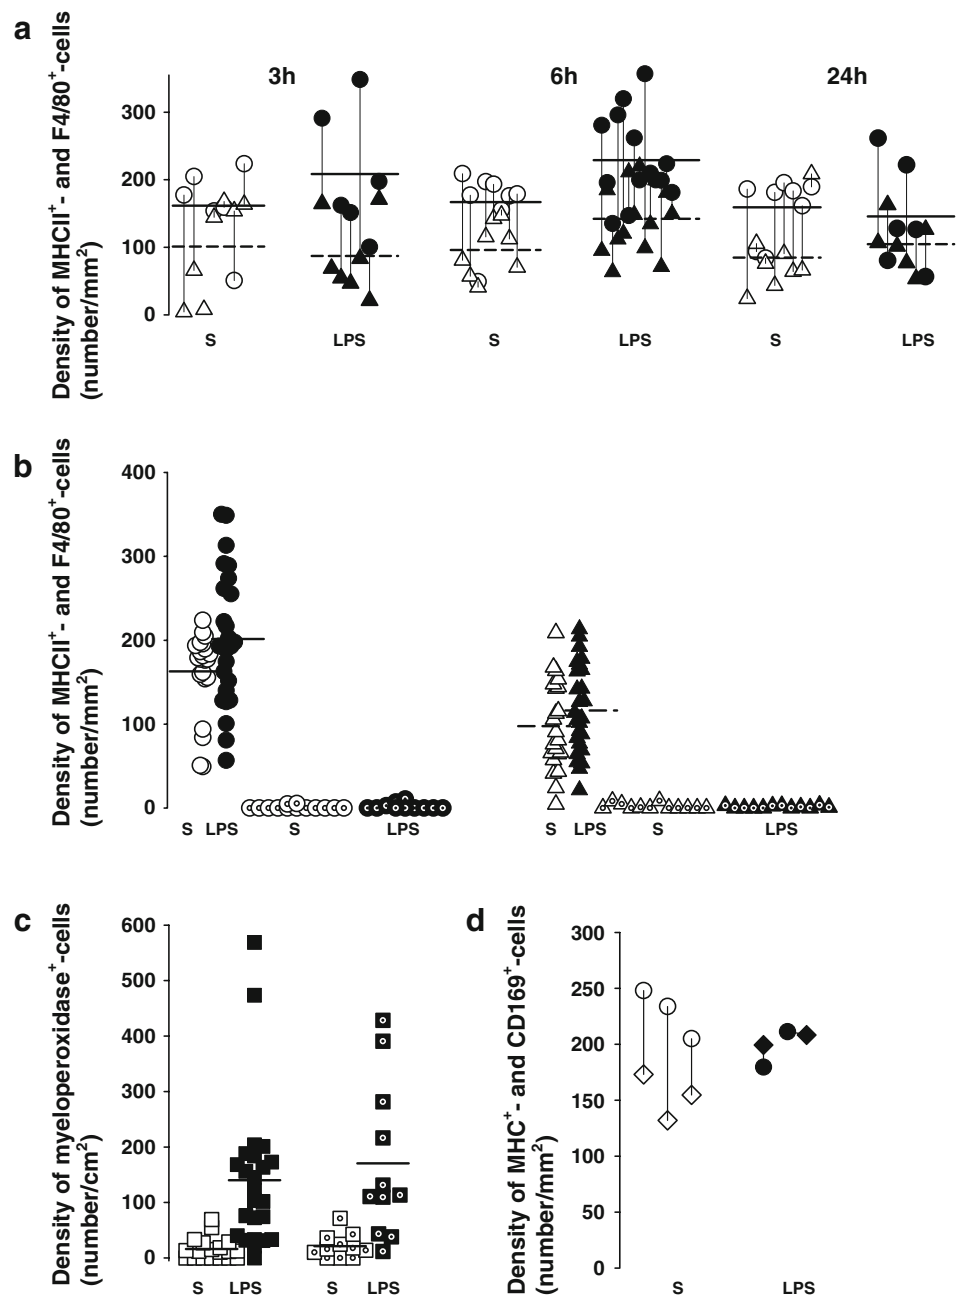 a
Density of MHCII⁺- and F4/80⁺-cells
(number/mm²)
3h 6h 24h
300
200
100
0
S LPS S LPS S LPS
b
Density of MHCII⁺- and F4/80⁺-cells
(number/mm²)
400
300
200
100
0
S LPS S LPS S LPS S LPS
c
Density of myeloperoxidase⁺-cells
(number/cm²)
600
500
400
300
200
100
0
S LPS S LPS
d
Density of MHC⁺- and CD169⁺-cells
(number/mm²)
300
250
200
150
100
50
0
S LPS